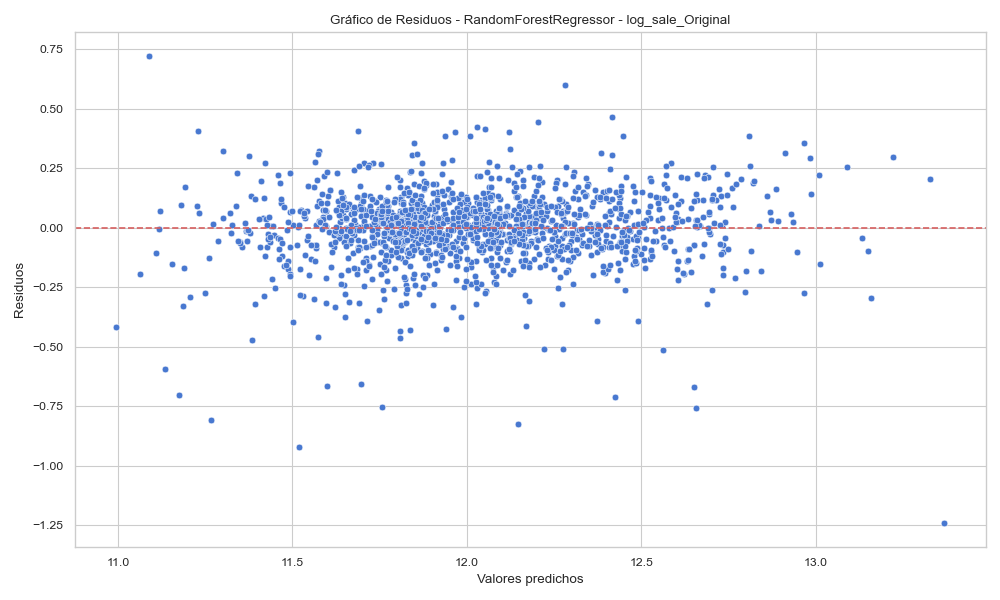 Gráfico de Residuos - RandomForestRegressor - log_sale_Original
0.75
0.50
0.25
0.00
−0.25
−0.50
−0.75
−1.00
−1.25
Residuos
11.0 11.5 12.0 12.5 13.0
Valores predichos